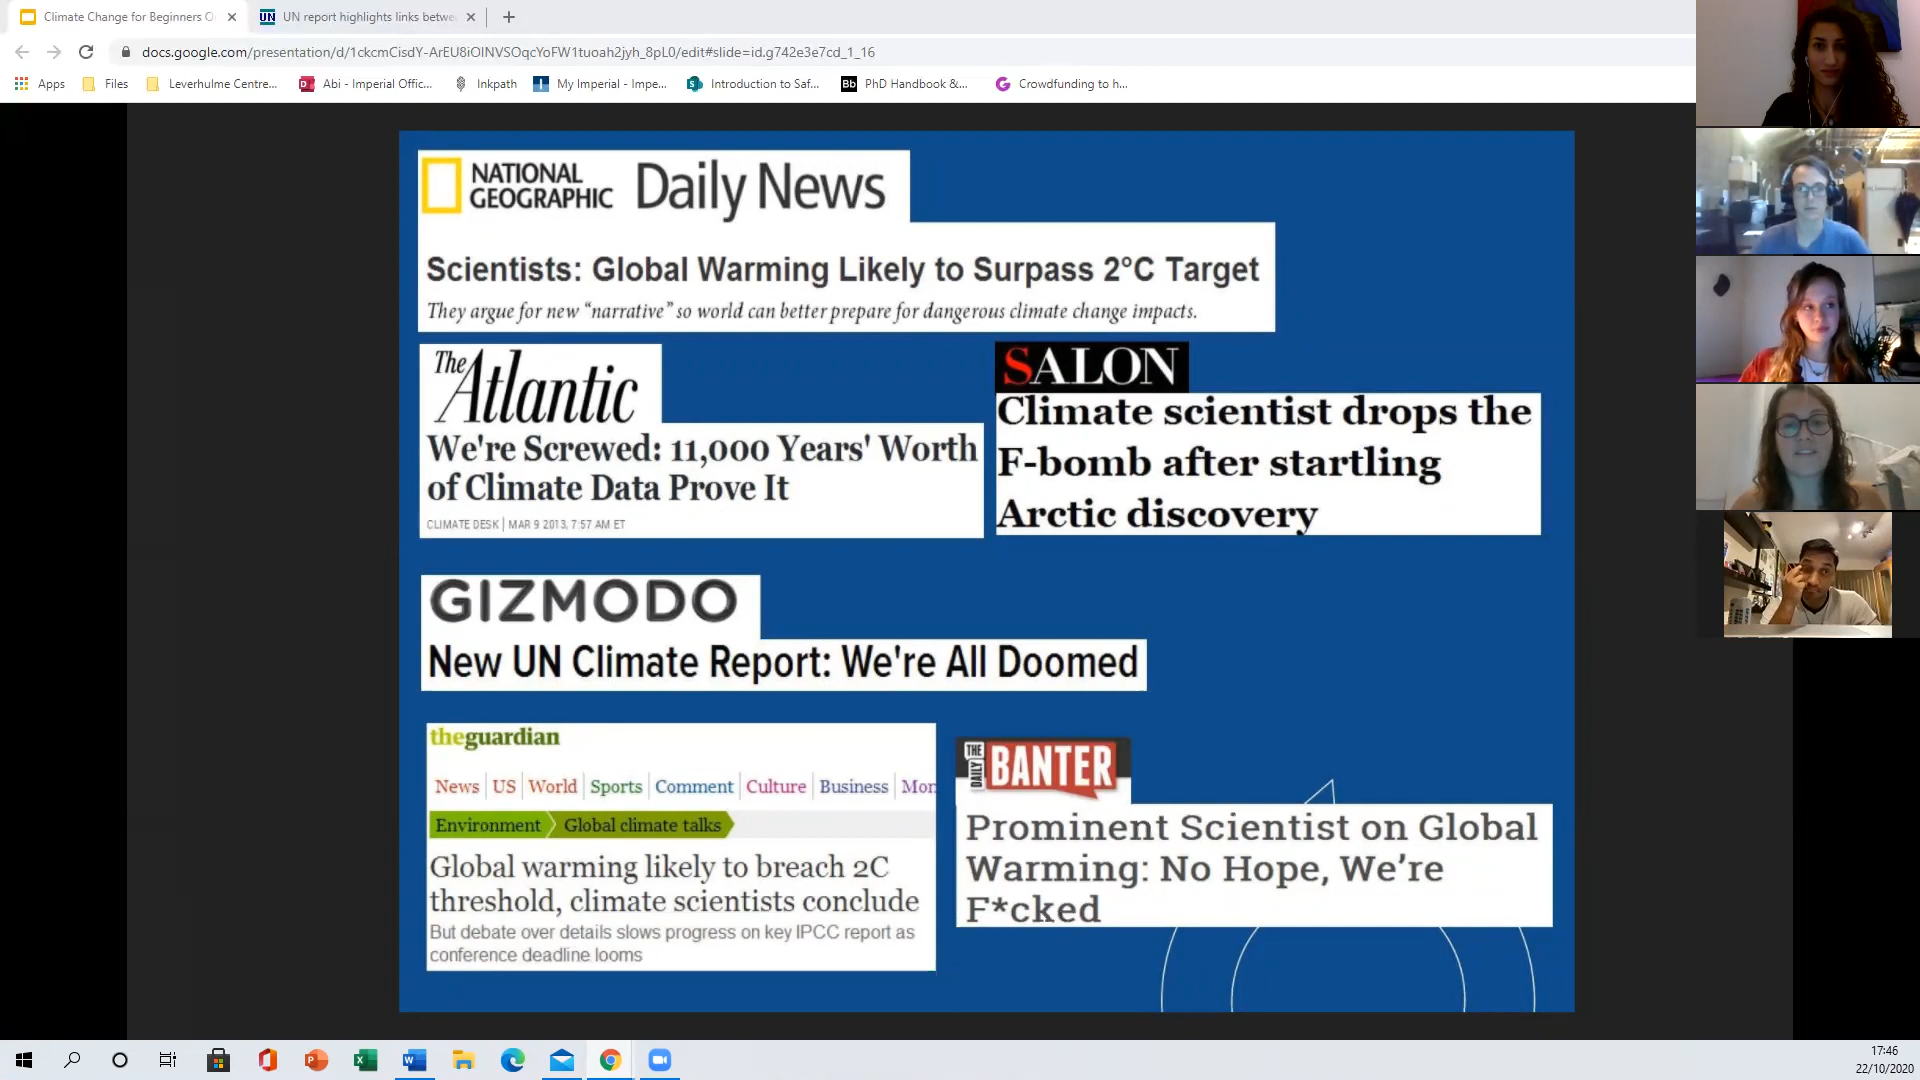 Climate Change for Beginners O
UN
UN report highlights links betwe
docs.google.com/presentation/d/1ckcmCisdY-ArEU8iOlNVSOqcYoFW1tuoah2jyh_8pL0/edit#slide=id.g742e3e7cd_1_16
Apps
Files
Leverhulme Centre...
Abi - Imperial Offic...
Inkpath
My Imperial - Impe...
Introduction to Saf...
Bb
PhD Handbook &...
Crowdfunding to h...
NATIONAL
GEOGRAPHIC
Daily News
Scientists: Global Warming Likely to Surpass 2°C Target
They argue for new “narrative” so world can better prepare for dangerous climate change impacts.
The
Atlantic
We're Screwed: 11,000 Years' Worth
of Climate Data Prove It
CLIMATE DESK | MAR 9 2013, 7:57 AM ET
SALON
Climate scientist drops the
F-bomb after startling
Arctic discovery
GIZMODO
New UN Climate Report: We're All Doomed
theguardian
News | US | World | Sports | Comment | Culture | Business | Mon
Environment
Global climate talks
Global warming likely to breach 2C
threshold, climate scientists conclude
But debate over details slows progress on key IPCC report as
conference deadline looms
THE DAILY
BANTER
Prominent Scientist on Global
Warming: No Hope, We’re
F*cked
17:46
22/10/2020